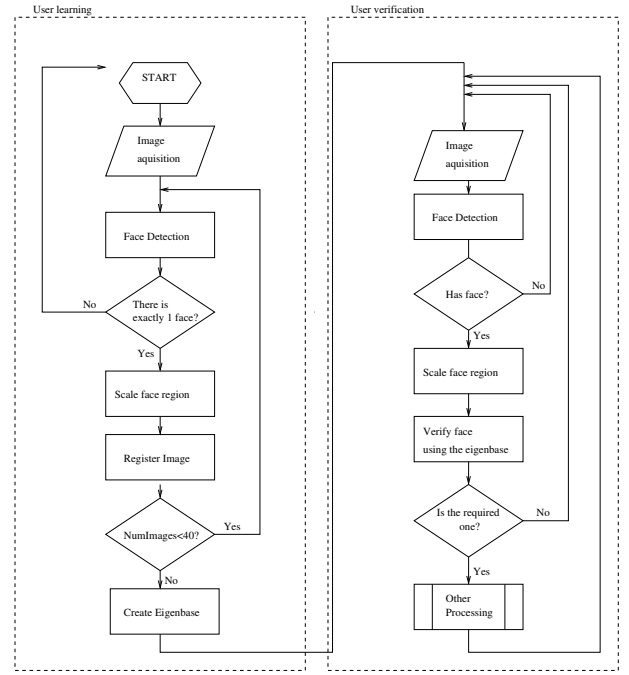 User learning
START
Image
aquisition
Face Detection
There is
exactly 1 face?
No
Yes
Scale face region
Register Image
NumImages<40?
Yes
No
Create Eigenbase
User verification
Image
aquisition
Face Detection
Has face?
No
Yes
Scale face region
Verify face
using the eigenbase
Is the required
one?
No
Yes
Other
Processing